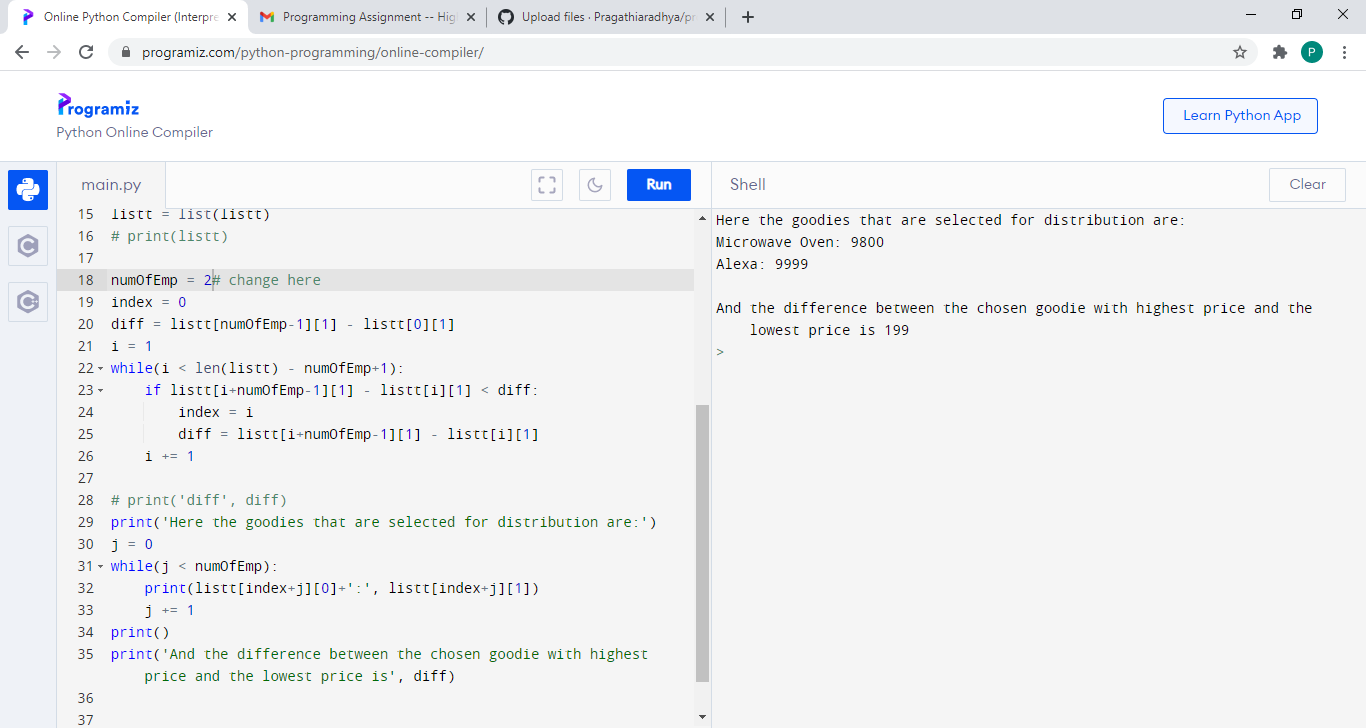 Online Python Compiler (Interpre
Programming Assignment -- High
Upload files · Pragathiaradhya/pr
programiz.com/python-programming/online-compiler/
P
Programiz
Python Online Compiler
Learn Python App
main.py
Run
Shell
Clear
15 listt = list(listt)
16 # print(listt)
17
18 numOfEmp = 2# change here
19 index = 0
20 diff = listt[numOfEmp-1][1] - listt[0][1]
21 i = 1
22 while(i < len(listt) - numOfEmp+1):
23     if listt[i+numOfEmp-1][1] - listt[i][1] < diff:
24         index = i
25         diff = listt[i+numOfEmp-1][1] - listt[i][1]
26     i += 1
27
28 # print('diff', diff)
29 print('Here the goodies that are selected for distribution are:')
30 j = 0
31 while(j < numOfEmp):
32     print(listt[index+j][0]+':', listt[index+j][1])
33     j += 1
34 print()
35 print('And the difference between the chosen goodie with highest
    price and the lowest price is', diff)
36
37
Here the goodies that are selected for distribution are:
Microwave Oven: 9800
Alexa: 9999
And the difference between the chosen goodie with highest price and the
    lowest price is 199
>